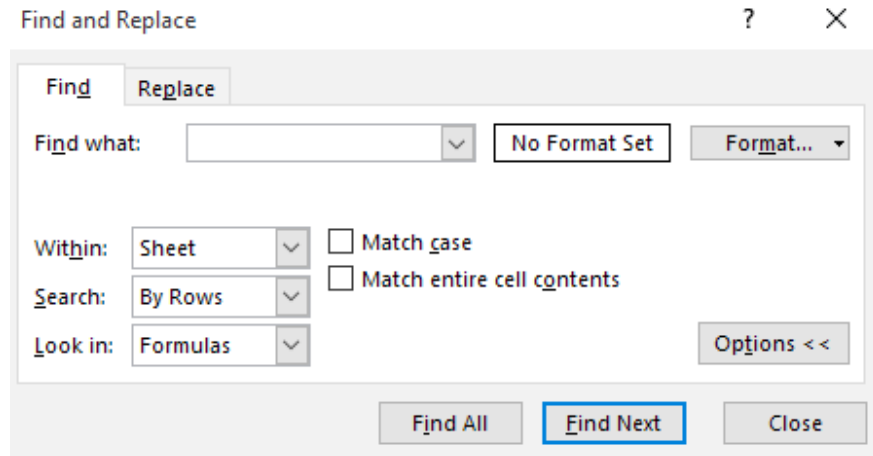 Find and Replace ?
Find Replace
Find what: No Format Set Format...
Within: Sheet Match case
Match entire cell contents
Search: By Rows
Look in: Formulas Options <<
Find All Find Next Close